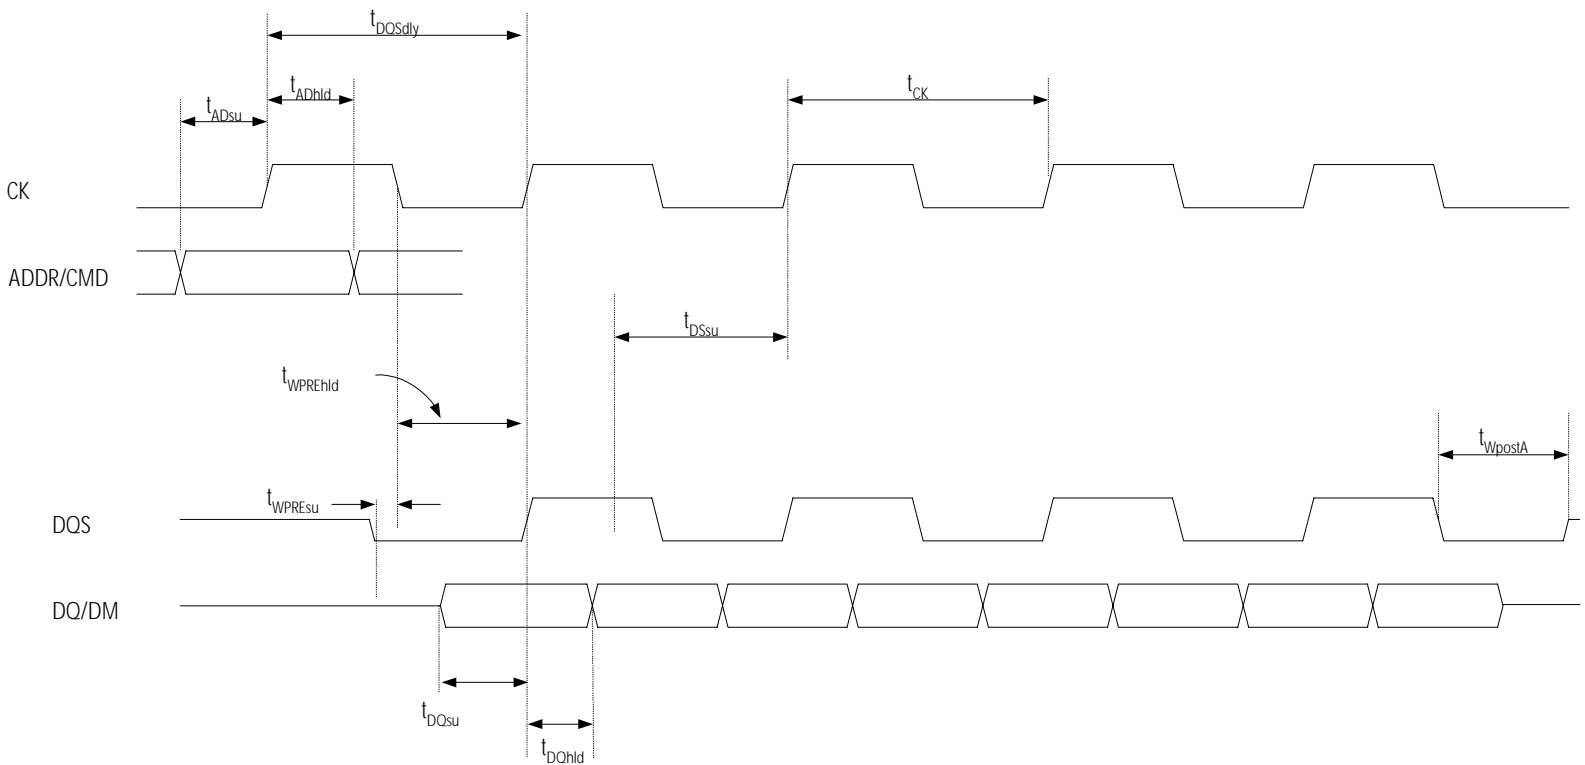 tDQSdly
tADhld
tCK
tADsu
CK
ADDR/CMD
tDSsu
tWPREhld
tWpostA
tWPREsu
DQS
DQ/DM
tDQsu
tDQhld